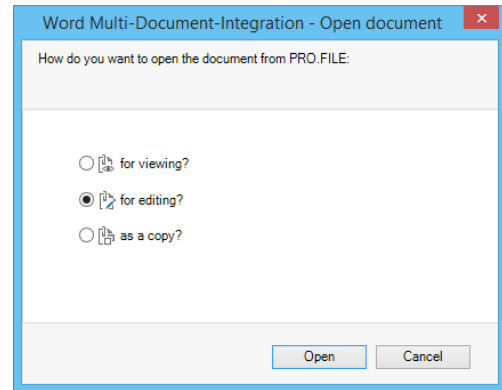 Word Multi-Document-Integration - Open document
How do you want to open the document from PRO.FILE:
for viewing?
for editing?
as a copy?
Open Cancel